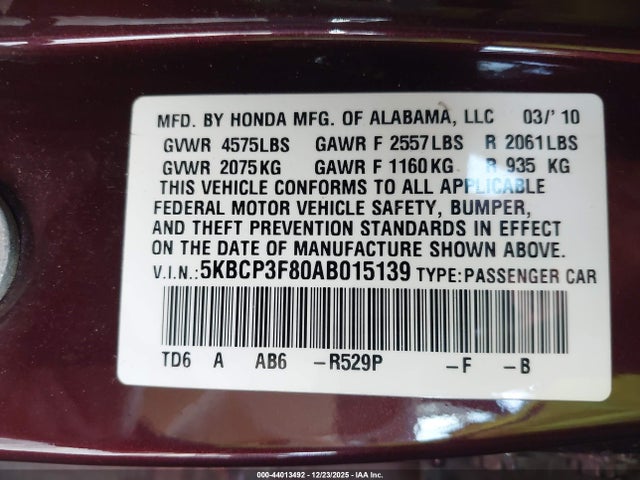 MFD. BY HONDA MFG. OF ALABAMA, LLC 03/'10
GVWR 4575LBS GAWR F 2557LBS R 2061LBS
GVWR 2075KG GAWR F 1160KG R 935 KG
THIS VEHICLE CONFORMS TO ALL APPLICABLE
FEDERAL MOTOR VEHICLE SAFETY, BUMPER,
AND THEFT PREVENTION STANDARDS IN EFFECT
ON THE DATE OF MANUFACTURE SHOWN ABOVE.
V.I.N.: 5KBCP3F80AB015139 TYPE: PASSENGER CAR
TD6 A AB6 -R529P -F -B
000-44013492 - 12/23/2025 - IAA Inc.